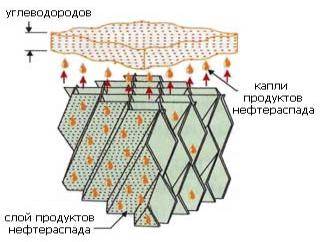 углеводородов
капли
продуктов
нефтераспада
слой продуктов
нефтераспада